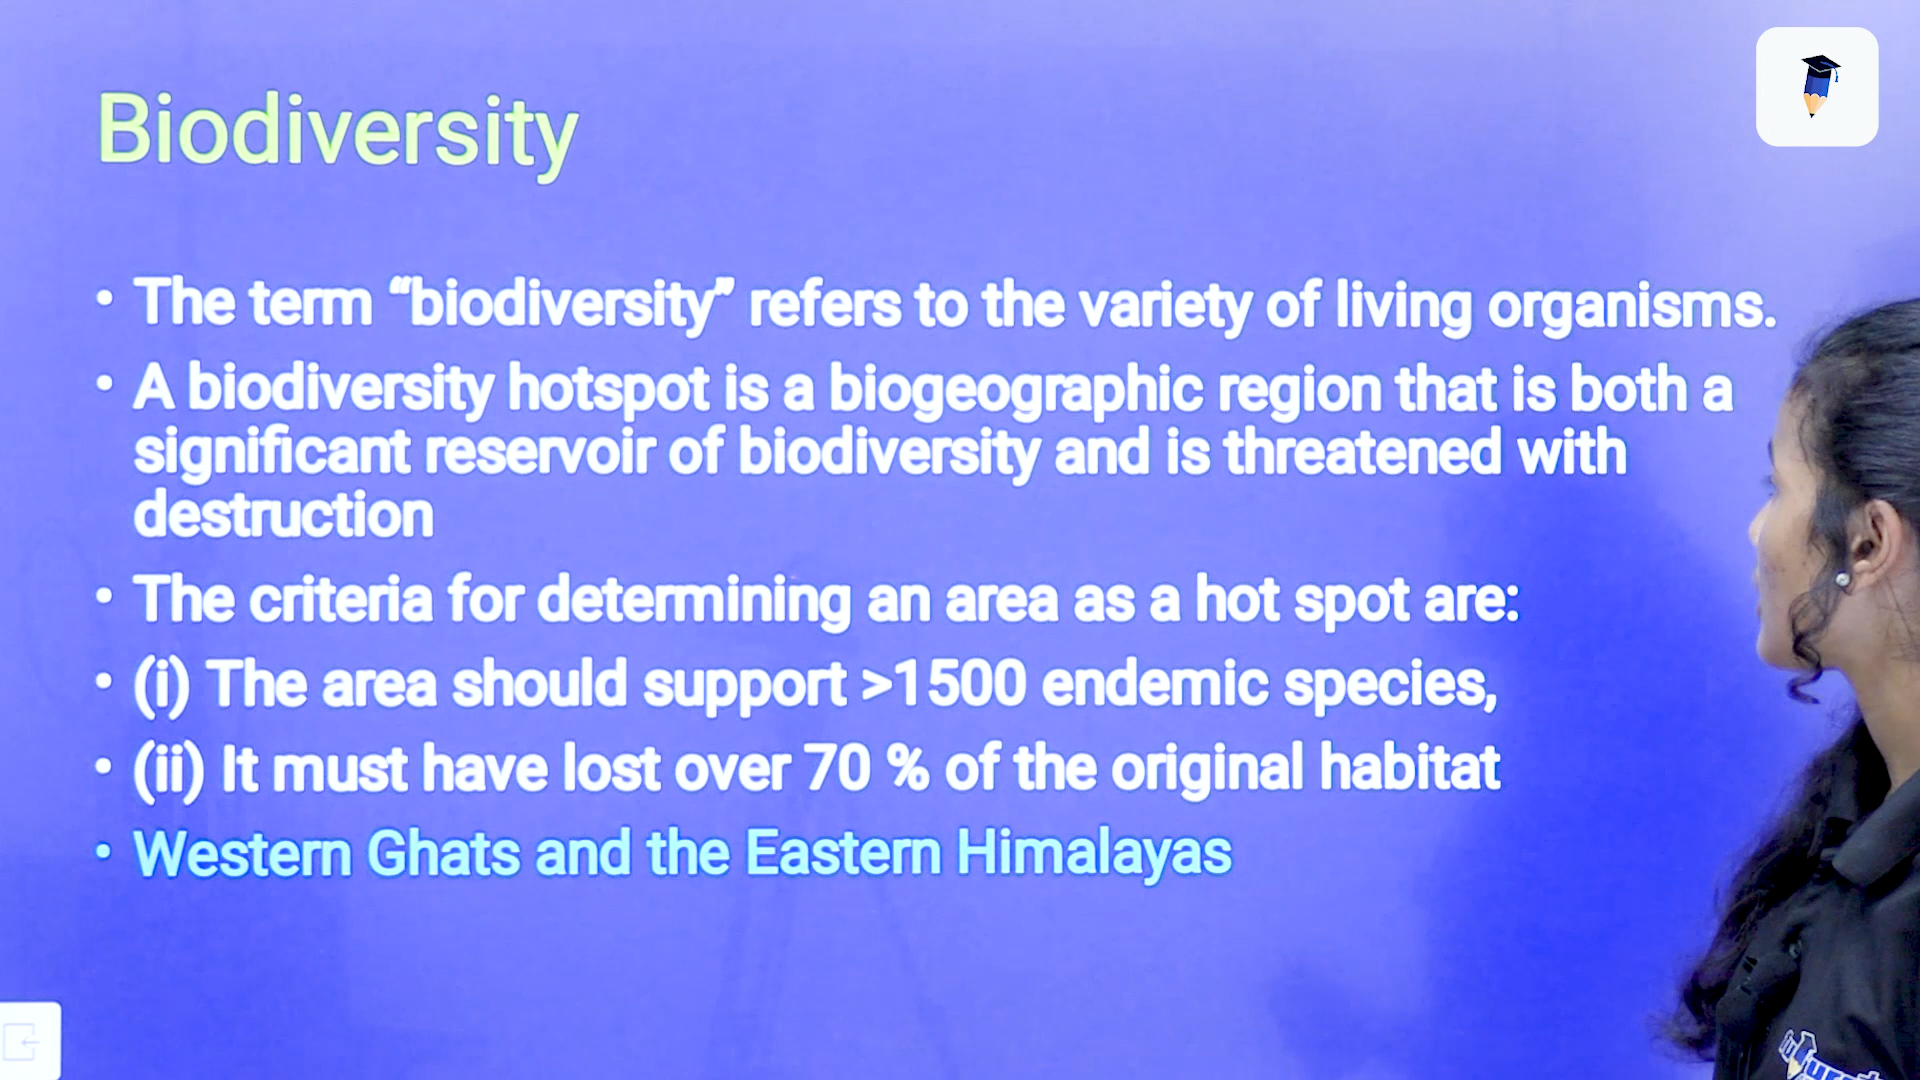 Biodiversity
• The term “biodiversity” refers to the variety of living organisms.
• A biodiversity hotspot is a biogeographic region that is both a
significant reservoir of biodiversity and is threatened with
destruction
• The criteria for determining an area as a hot spot are:
• (i) The area should support >1500 endemic species,
• (ii) It must have lost over 70 % of the original habitat
• Western Ghats and the Eastern Himalayas